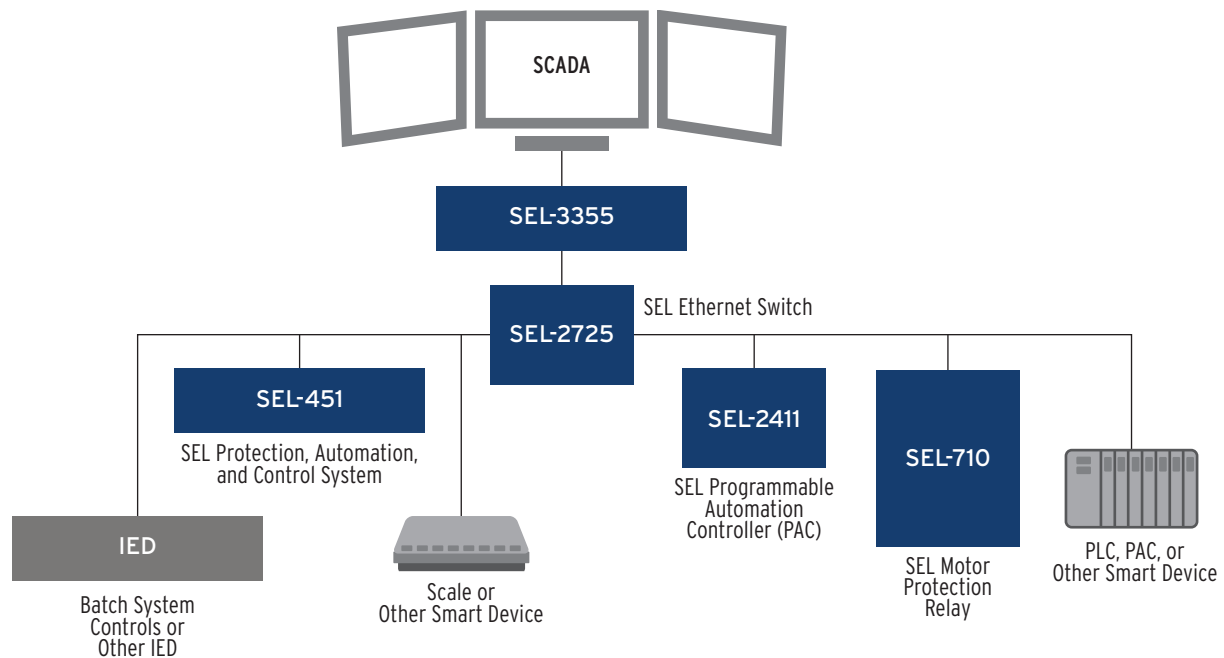 SCADA
SEL-3355
SEL Ethernet Switch
SEL-2725
SEL-451
SEL Protection, Automation,
and Control System
SEL-2411
SEL Programmable
Automation
Controller (PAC)
SEL-710
SEL Motor
Protection
Relay
IED
Batch System
Controls or
Other IED
Scale or
Other Smart Device
PLC, PAC, or
Other Smart Device